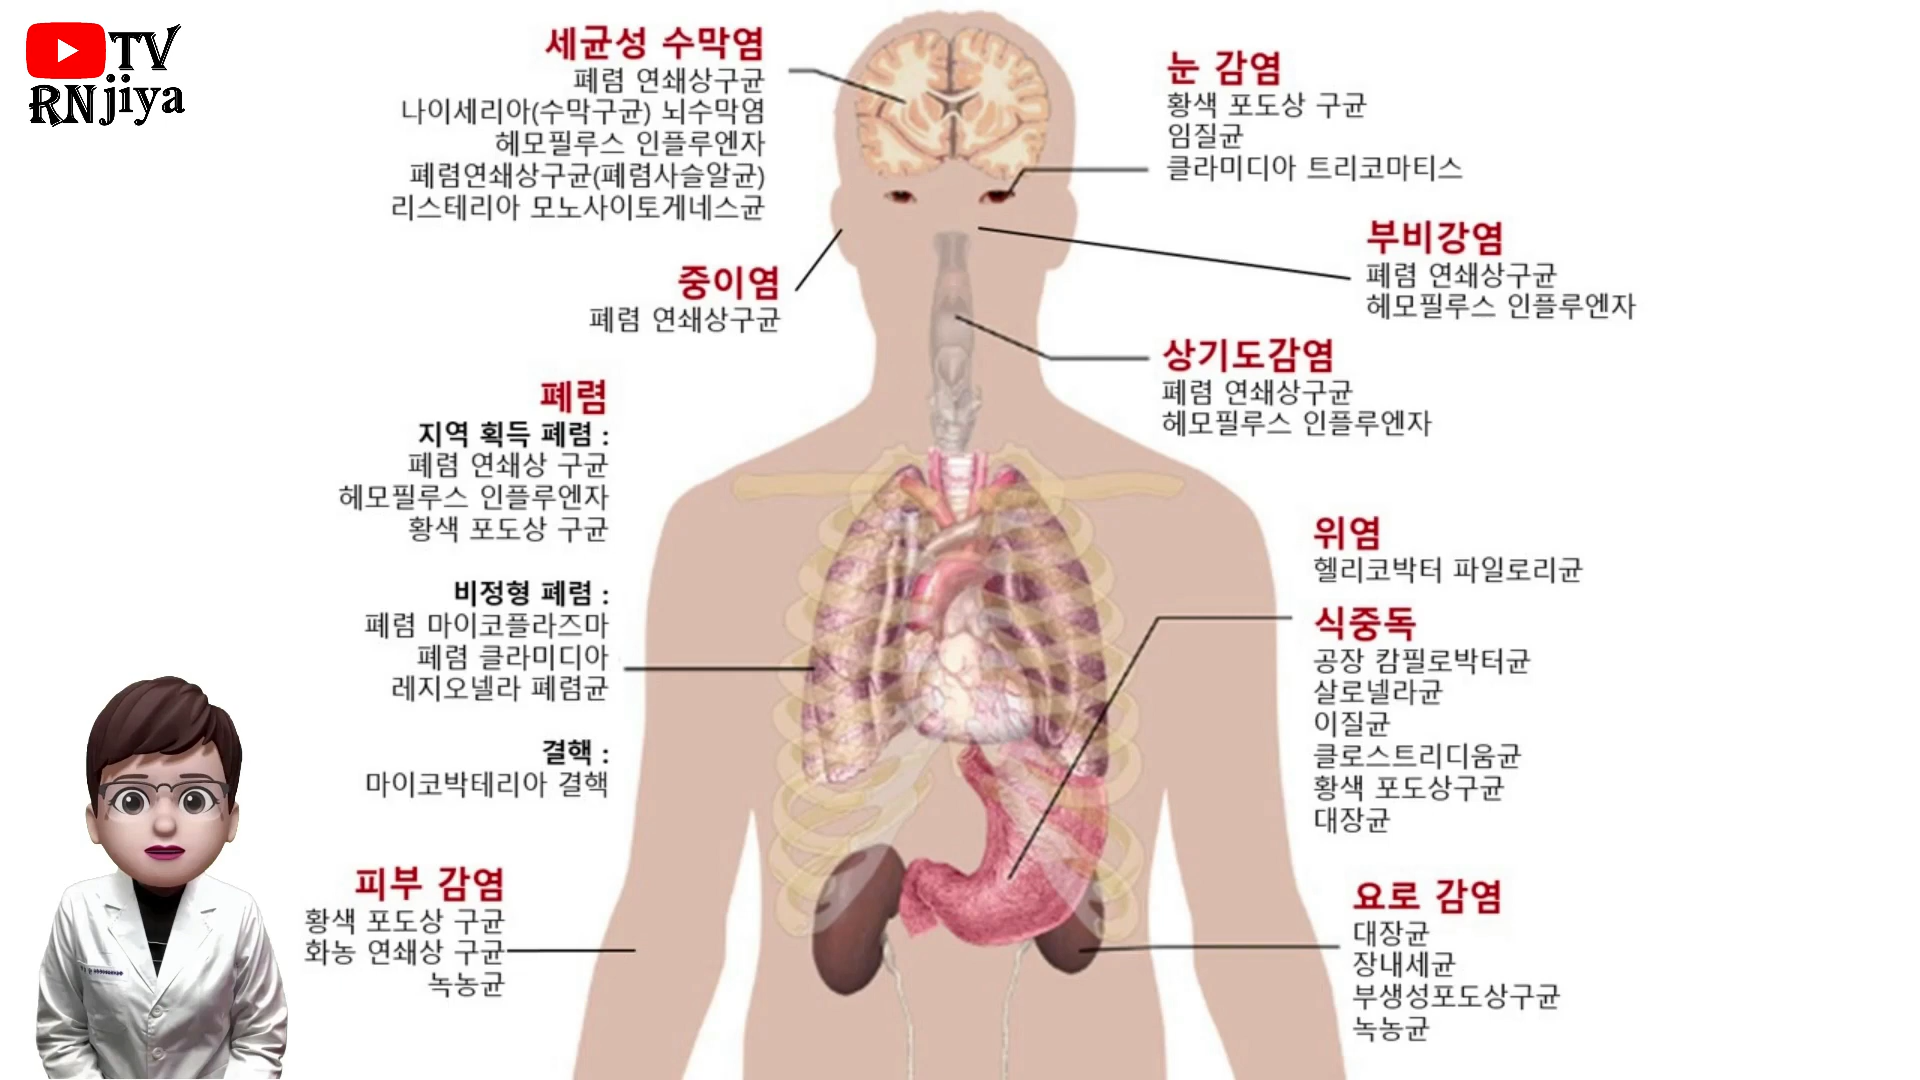 TV
RNjiya
세균성 수막염
폐렴 연쇄상구균
나이세리아(수막구균) 뇌수막염
헤모필루스 인플루엔자
폐렴연쇄상구균(폐렴사슬알균)
리스테리아 모노사이토게네스균
중이염
폐렴 연쇄상구균
폐렴
지역 획득 폐렴 :
폐렴 연쇄상 구균
헤모필루스 인플루엔자
황색 포도상 구균
비정형 폐렴 :
폐렴 마이코플라즈마
폐렴 클라미디아
레지오넬라 폐렴균
결핵 :
마이코박테리아 결핵
피부 감염
황색 포도상 구균
화농 연쇄상 구균
녹농균
눈 감염
황색 포도상 구균
임질균
클라미디아 트리코마티스
부비강염
폐렴 연쇄상구균
헤모필루스 인플루엔자
상기도감염
폐렴 연쇄상구균
헤모필루스 인플루엔자
위염
헬리코박터 파일로리균
식중독
공장 캄필로박터균
살로넬라균
이질균
클로스트리디움균
황색 포도상구균
대장균
요로 감염
대장균
장내세균
부생성포도상구균
녹농균